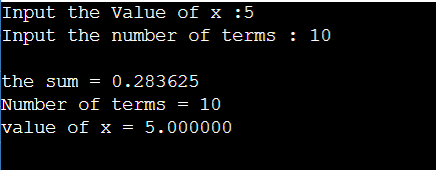 Input the Value of x :5
Input the number of terms : 10
the sum = 0.283625
Number of terms = 10
value of x = 5.000000